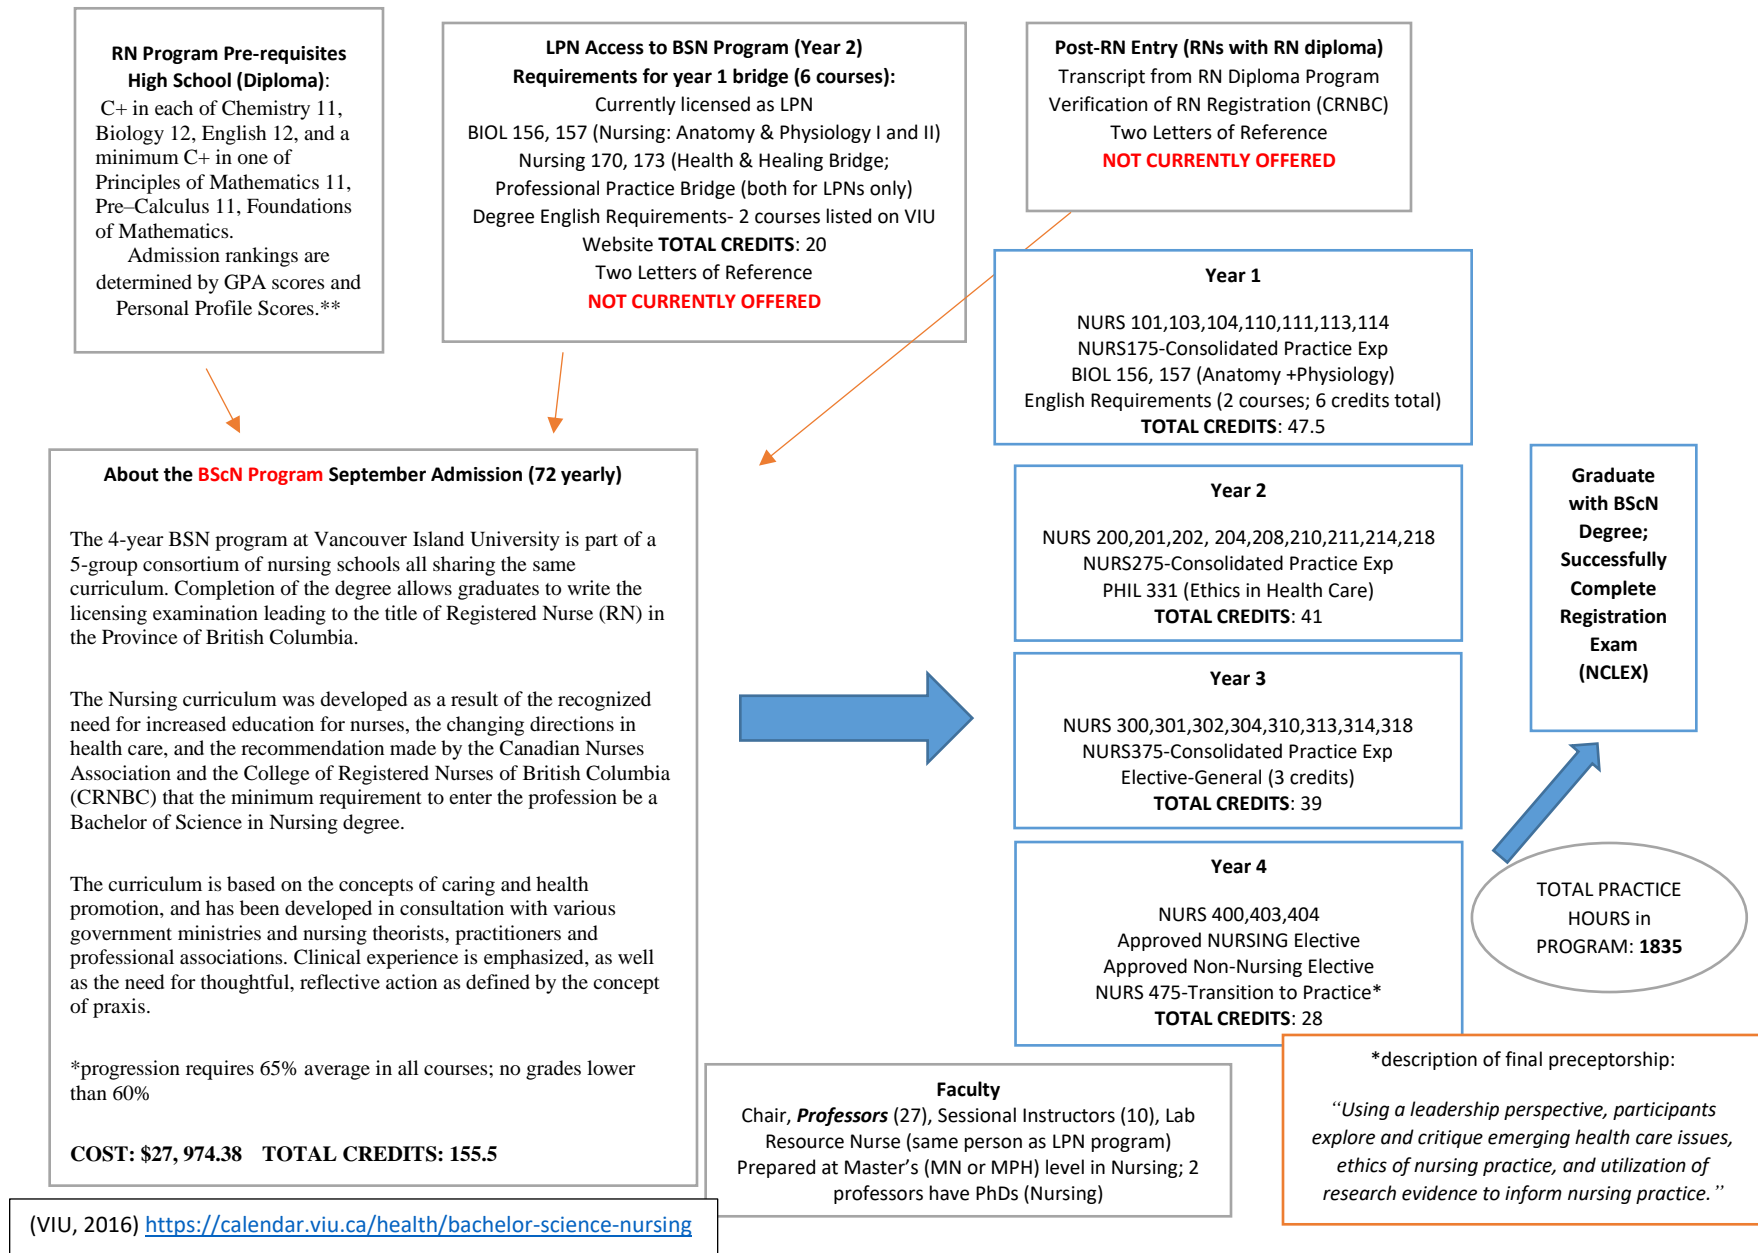 RN Program Pre-requisites
High School (Diploma):
C+ in each of Chemistry 11,
Biology 12, English 12, and a
minimum C+ in one of
Principles of Mathematics 11,
Pre–Calculus 11, Foundations
of Mathematics.
Admission rankings are
determined by GPA scores and
Personal Profile Scores.**
LPN Access to BSN Program (Year 2)
Requirements for year 1 bridge (6 courses):
Currently licensed as LPN
BIOL 156, 157 (Nursing: Anatomy & Physiology I and II)
Nursing 170, 173 (Health & Healing Bridge;
Professional Practice Bridge (both for LPNs only)
Degree English Requirements- 2 courses listed on VIU
Website TOTAL CREDITS: 20
Two Letters of Reference
NOT CURRENTLY OFFERED
Post-RN Entry (RNs with RN diploma)
Transcript from RN Diploma Program
Verification of RN Registration (CRNBC)
Two Letters of Reference
NOT CURRENTLY OFFERED
About the BScN Program September Admission (72 yearly)
The 4-year BSN program at Vancouver Island University is part of a
5-group consortium of nursing schools all sharing the same
curriculum. Completion of the degree allows graduates to write the
licensing examination leading to the title of Registered Nurse (RN) in
the Province of British Columbia.
The Nursing curriculum was developed as a result of the recognized
need for increased education for nurses, the changing directions in
health care, and the recommendation made by the Canadian Nurses
Association and the College of Registered Nurses of British Columbia
(CRNBC) that the minimum requirement to enter the profession be a
Bachelor of Science in Nursing degree.
The curriculum is based on the concepts of caring and health
promotion, and has been developed in consultation with various
government ministries and nursing theorists, practitioners and
professional associations. Clinical experience is emphasized, as well
as the need for thoughtful, reflective action as defined by the concept
of praxis.
*progression requires 65% average in all courses; no grades lower
than 60%
COST: $27, 974.38 TOTAL CREDITS: 155.5
Year 1
NURS 101,103,104,110,111,113,114
NURS175-Consolidated Practice Exp
BIOL 156, 157 (Anatomy +Physiology)
English Requirements (2 courses; 6 credits total)
TOTAL CREDITS: 47.5
Year 2
NURS 200,201,202, 204,208,210,211,214,218
NURS275-Consolidated Practice Exp
PHIL 331 (Ethics in Health Care)
TOTAL CREDITS: 41
Year 3
NURS 300,301,302,304,310,313,314,318
NURS375-Consolidated Practice Exp
Elective-General (3 credits)
TOTAL CREDITS: 39
Year 4
NURS 400,403,404
Approved NURSING Elective
Approved Non-Nursing Elective
NURS 475-Transition to Practice*
TOTAL CREDITS: 28
Graduate
with BScN
Degree;
Successfully
Complete
Registration
Exam
(NCLEX)
TOTAL PRACTICE
HOURS in
PROGRAM: 1835
Faculty
Chair, Professors (27), Sessional Instructors (10), Lab
Resource Nurse (same person as LPN program)
Prepared at Master's (MN or MPH) level in Nursing; 2
professors have PhDs (Nursing)
*description of final preceptorship:
“Using a leadership perspective, participants
explore and critique emerging health care issues,
ethics of nursing practice, and utilization of
research evidence to inform nursing practice.”
(VIU, 2016) https://calendar.viu.ca/health/bachelor-science-nursing